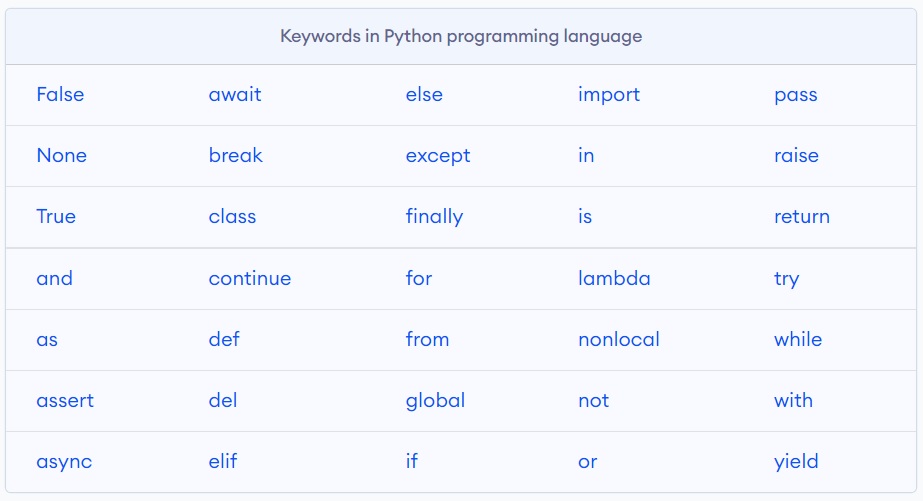 Keywords in Python programming language
False await else import pass
None break except in raise
True class finally is return
and continue for lambda try
as def from nonlocal while
assert del global not with
async elif if or yield